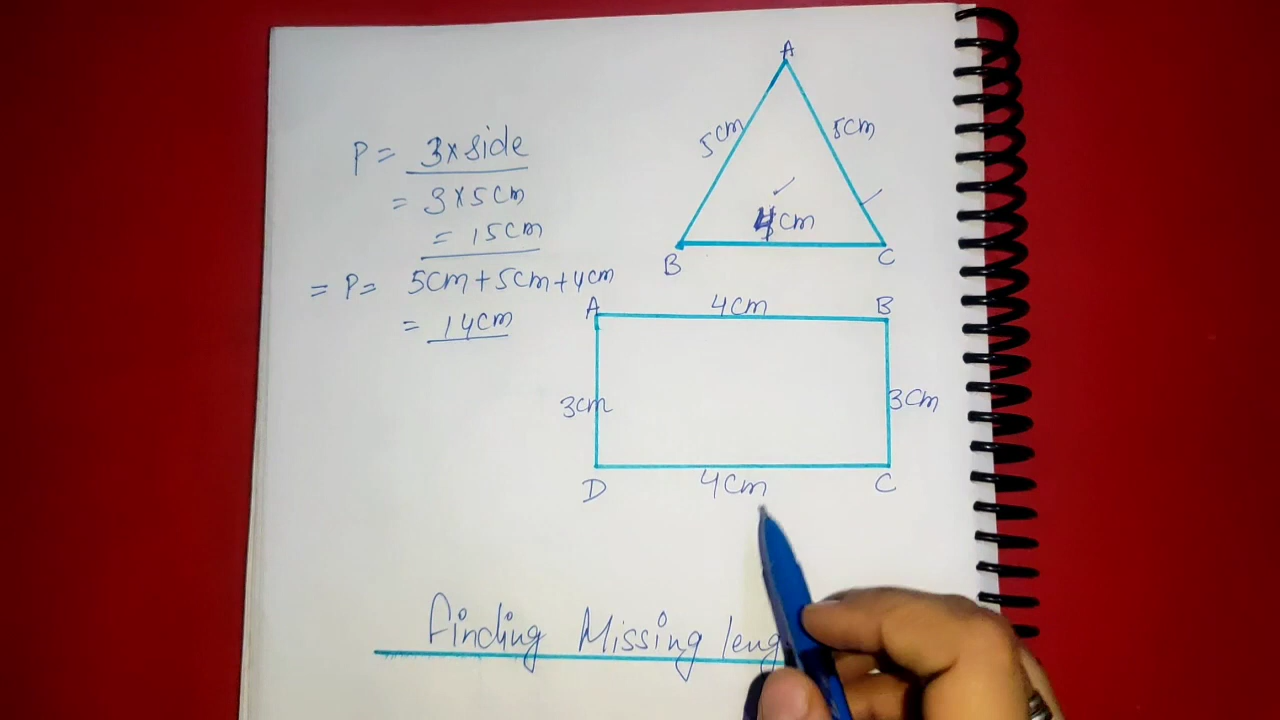 A
5cm 5cm
4cm
B C
P = 3×side
= 3×5cm
= 15cm
= P= 5cm+5cm+4cm
= 14cm
A 4cm B
3cm 3cm
D 4cm C
Finding Missing leng